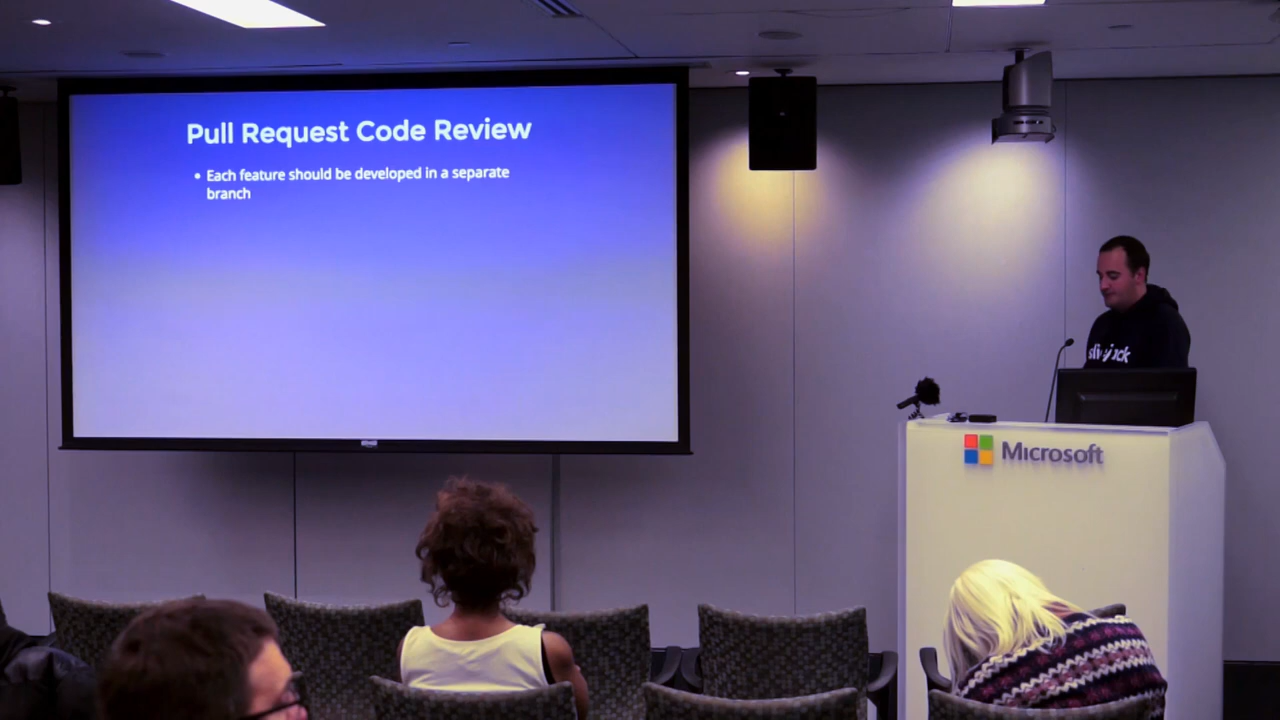 Pull Request Code Review
• Each feature should be developed in a separate
branch
Microsoft